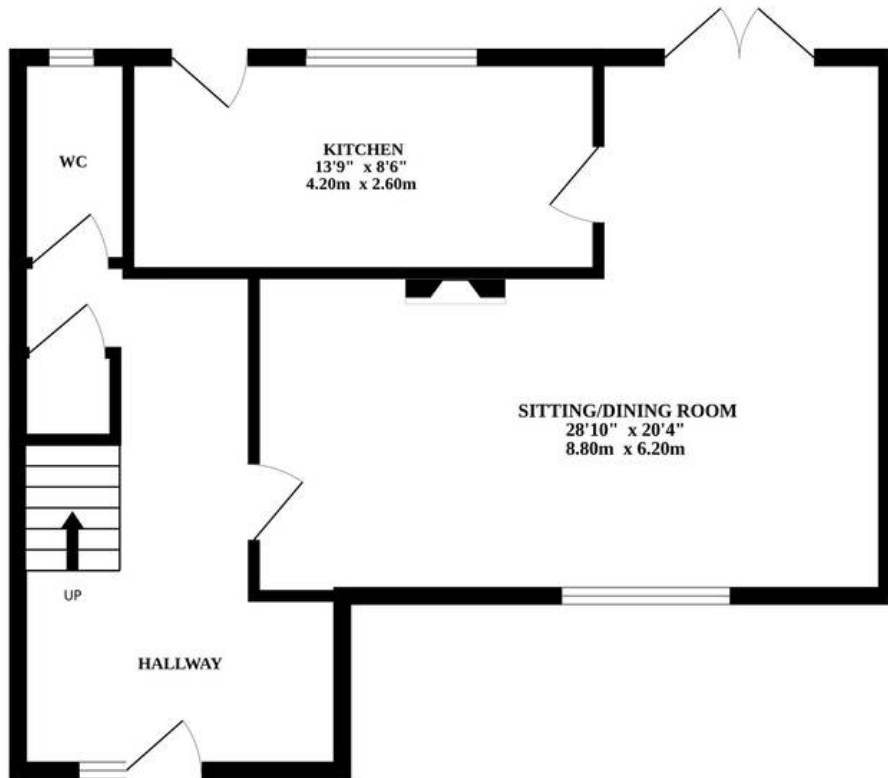 WC
KITCHEN
13'9" x 8'6"
4.20m x 2.60m
SITTING/DINING ROOM
28'10" x 20'4"
8.80m x 6.20m
UP
HALLWAY